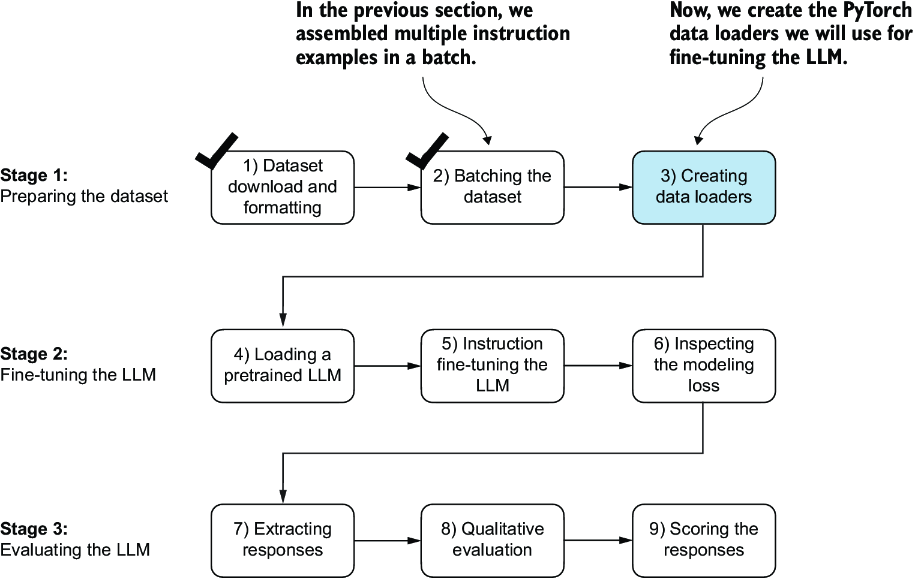 In the previous section, we
assembled multiple instruction
examples in a batch.
Now, we create the PyTorch
data loaders we will use for
fine-tuning the LLM.
Stage 1:
Preparing the dataset
1) Dataset
download and
formatting
2) Batching the
dataset
3) Creating
data loaders
Stage 2:
Fine-tuning the LLM
4) Loading a
pretrained LLM
5) Instruction
fine-tuning the
LLM
6) Inspecting
the modeling
loss
Stage 3:
Evaluating the LLM
7) Extracting
responses
8) Qualitative
evaluation
9) Scoring the
responses